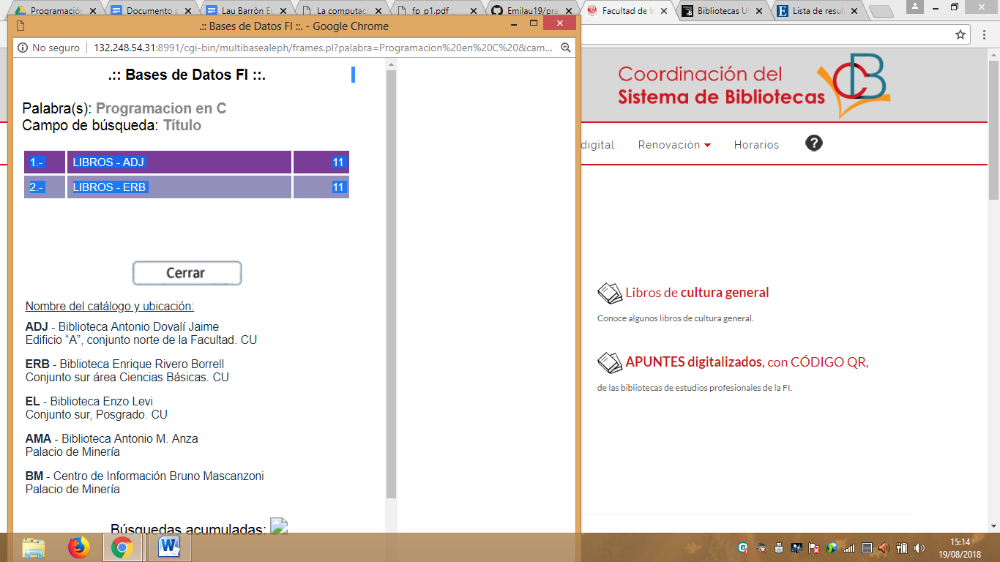 Programación
Documento s
Lau Barròn Eu
La computaci
fp_p1.pdf
Emilau19/pra
Facultad de In
Bibliotecas U
Lista de resul
.:: Bases de Datos FI ::. - Google Chrome
No seguro
132.248.54.31:8991/cgi-bin/multibasealeph/frames.pl?palabra=Programacion%20en%20C%20&cam...
.:: Bases de Datos FI ::.
Palabra(s): Programacion en C
Campo de búsqueda: Título
1.- LIBROS - ADJ 11
2.- LIBROS - ERB 11
Cerrar
Nombre del catálogo y ubicación:
ADJ - Biblioteca Antonio Dovalí Jaime
Edificio “A”, conjunto norte de la Facultad. CU
ERB - Biblioteca Enrique Rivero Borrell
Conjunto sur área Ciencias Básicas. CU
EL - Biblioteca Enzo Levi
Conjunto sur, Posgrado. CU
AMA - Biblioteca Antonio M. Anza
Palacio de Minería
BM - Centro de Información Bruno Mascanzoni
Palacio de Minería
Búsquedas acumuladas:
Coordinación del
Sistema de Bibliotecas
CB
digital
Renovación
Horarios
?
Libros de cultura general
Conoce algunos libros de cultura general.
APUNTES digitalizados, con CÓDIGO QR,
de las bibliotecas de estudios profesionales de la FI.
15:14
19/08/2018